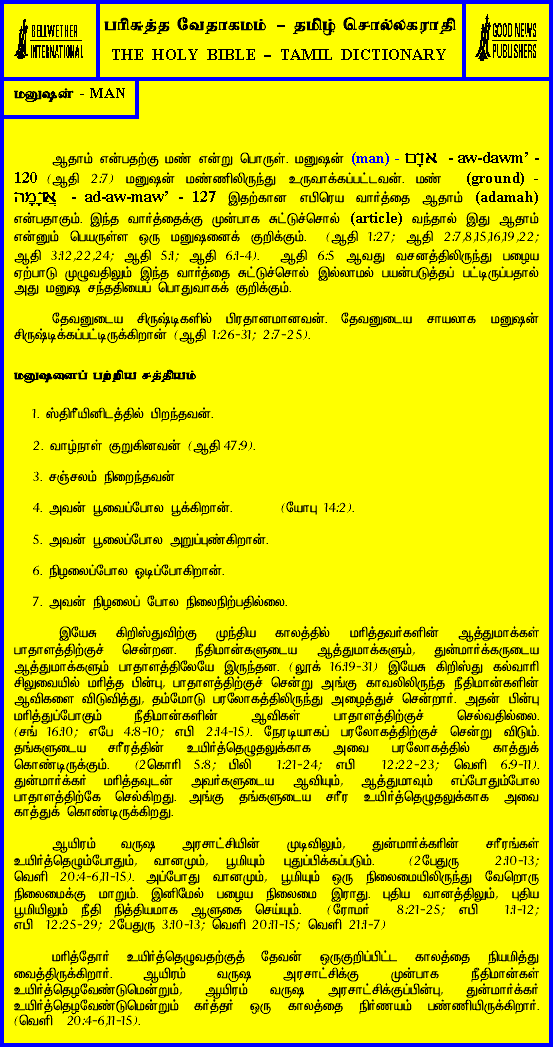 BELLWETHER
INTERNATIONAL
பரிசுத்த வேதாகமம் – தமிழ் சொல்லகராதி
THE HOLY BIBLE – TAMIL DICTIONARY
GOOD NEWS
PUBLISHERS
மனுஷன் - MAN
ஆதாம் என்பதற்கு மண் என்று பொருள். மனுஷன் (man) - אדָם - aw-dawm’ -
120 (ஆதி 2:7) மனுஷன் மண்ணிலிருந்து உருவாக்கப்பட்டவன். மண் (ground) -
אדָמָה - ad-aw-maw’ - 127 இதற்கான எபிரெய வார்த்தை ஆதாம் (adamah)
என்பதாகும். இந்த வார்த்தைக்கு முன்பாக சுட்டுச்சொல் (article) வந்தால் இது ஆதாம்
என்னும் பெயருள்ள ஒரு மனுஷனைக் குறிக்கும். (ஆதி 1:27; ஆதி 2:7,8,15,16,19,22;
ஆதி 3:12,22,24; ஆதி 5:1; ஆதி 6:1-4). ஆதி 6:5 ஆவது வசனத்திலிருந்து பழைய
ஏற்பாடு முழுவதிலும் இந்த வார்த்தை சுட்டுச்சொல் இல்லாமல் பயன்படுத்தப் பட்டிருப்பதால்
அது மனுஷ சந்ததியைப் பொதுவாகக் குறிக்கும்.
தேவனுடைய சிருஷ்டிகளில் பிரதானமானவன். தேவனுடைய சாயலாக மனுஷன்
சிருஷ்டிக்கப்பட்டிருக்கிறான் (ஆதி 1:26-31; 2:7-25).
மனுஷனைப் பற்றிய சத்தியம்
1. ஸ்திரீயினிடத்தில் பிறந்தவன்.
2. வாழ்நாள் குறுகினவன் (ஆதி 47:9).
3. சஞ்சலம் நிறைந்தவன்
4. அவன் பூவைப்போல பூக்கிறான். (யோபு 14:2).
5. அவன் பூலைப்போல அறுப்புண்கிறான்.
6. நிழலைப்போல ஓடிப்போகிறான்.
7. அவன் நிழலைப் போல நிலைநிற்பதில்லை.
இயேசு கிறிஸ்துவிற்கு முந்திய காலத்தில் மரித்தவர்களின் ஆத்துமாக்கள்
பாதாளத்திற்குச் சென்றன. நீதிமான்களுடைய ஆத்துமாக்களும், துன்மார்க்கருடைய
ஆத்துமாக்களும் பாதாளத்திலேயே இருந்தன. (லூக் 16:19-31) இயேசு கிறிஸ்து கல்வாரி
சிலுவையில் மரித்த பின்பு, பாதாளத்திற்குச் சென்று அங்கு காவலிலிருந்த நீதிமான்களின்
ஆவிகளை விடுவித்து, தம்மோடு பரலோகத்திலிருந்து அழைத்துச் சென்றார். அதன் பின்பு
மரித்துப்போகும் நீதிமான்களின் ஆவிகள் பாதாளத்திற்குச் செல்வதில்லை.
(சங் 16:10; எபே 4:8-10; எபி 2:14-15). நேரடியாகப் பரலோகத்திற்குச் சென்று விடும்.
தங்களுடைய சரீரத்தின் உயிர்த்தெழுதலுக்காக அவை பரலோகத்தில் காத்துக்
கொண்டிருக்கும். (2கொரி 5:8; பிலி 1:21-24; எபி 12:22-23; வெளி 6:9-11).
துன்மார்க்கர் மரித்தவுடன் அவர்களுடைய ஆவியும், ஆத்துமாவும் எப்போதும்போல
பாதாளத்திற்கே செல்கிறது. அங்கு தங்களுடைய சரீர உயிர்த்தெழுதலுக்காக அவை
காத்துக் கொண்டிருக்கிறது.
ஆயிரம் வருஷ அரசாட்சியின் முடிவிலும், துன்மார்க்கரின் சரீரங்கள்
உயிர்த்தெழும்போதும், வானமும், பூமியும் புதுப்பிக்கப்படும். (2பேதுரு 2:10-13;
வெளி 20:4-6,11-15). அப்போது வானமும், பூமியும் ஒரு நிலைமையிலிருந்து வேறொரு
நிலைமைக்கு மாறும். இனிமேல் பழைய நிலைமை இராது. புதிய வானத்திலும், புதிய
பூமியிலும் நீதி நித்தியமாக ஆளுகை செய்யும். (ரோமர் 8:21-25; எபி 1:1-12;
எபி 12:25-29; 2பேதுரு 3:10-13; வெளி 20:11-15; வெளி 21:1-7)
மரித்தோர் உயிர்த்தெழுவதற்குத் தேவன் ஒருகுறிப்பிட்ட காலத்தை நியமித்து
வைத்திருக்கிறார். ஆயிரம் வருஷ அரசாட்சிக்கு முன்பாக நீதிமான்கள்
உயிர்த்தெழவேண்டுமென்றும், ஆயிரம் வருஷ அரசாட்சிக்குப்பின்பு, துன்மார்க்கர்
உயிர்த்தெழவேண்டுமென்றும் கர்த்தர் ஒரு காலத்தை நிர்ணயம் பண்ணியிருக்கிறார்.
(வெளி 20:4-6,11-15).